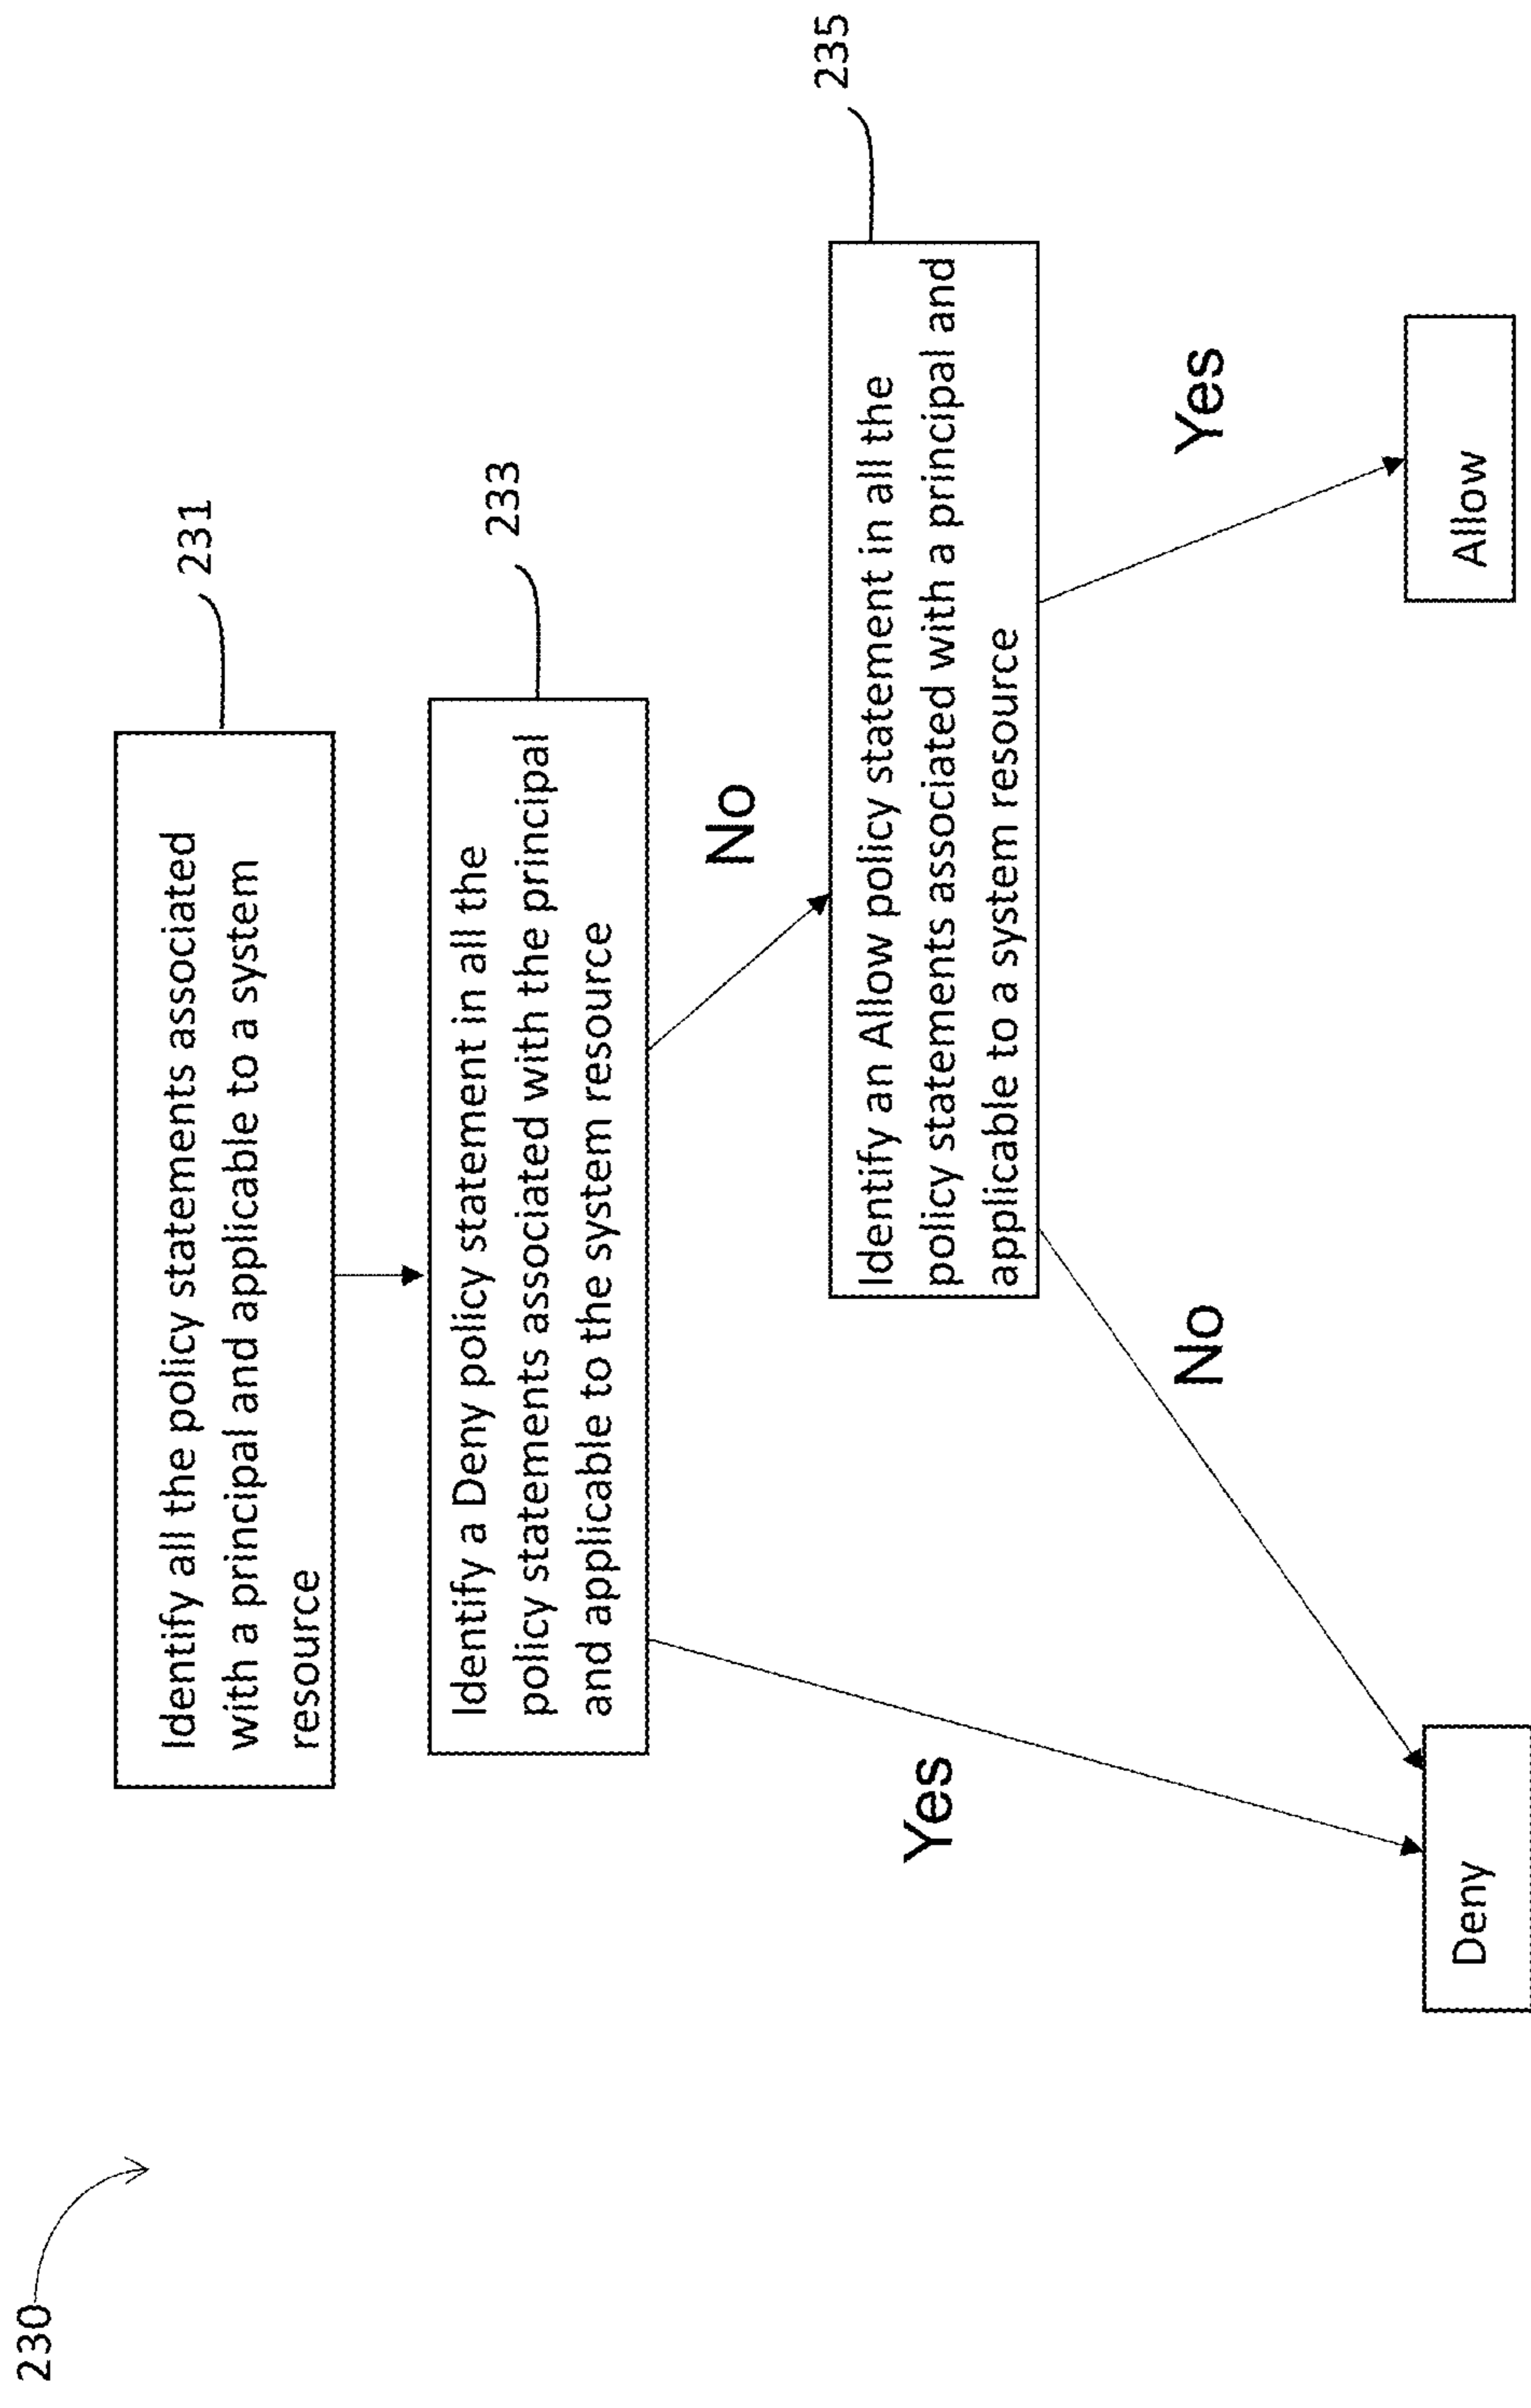 230
231
Identify all the policy statements associated
with a principal and applicable to a system
resource
233
Identify a Deny policy statement in all the
policy statements associated with the principal
and applicable to the system resource
No
235
Identify an Allow policy statement in all the
policy statements associated with a principal and
applicable to a system resource
Yes
No
Yes
Deny
Allow